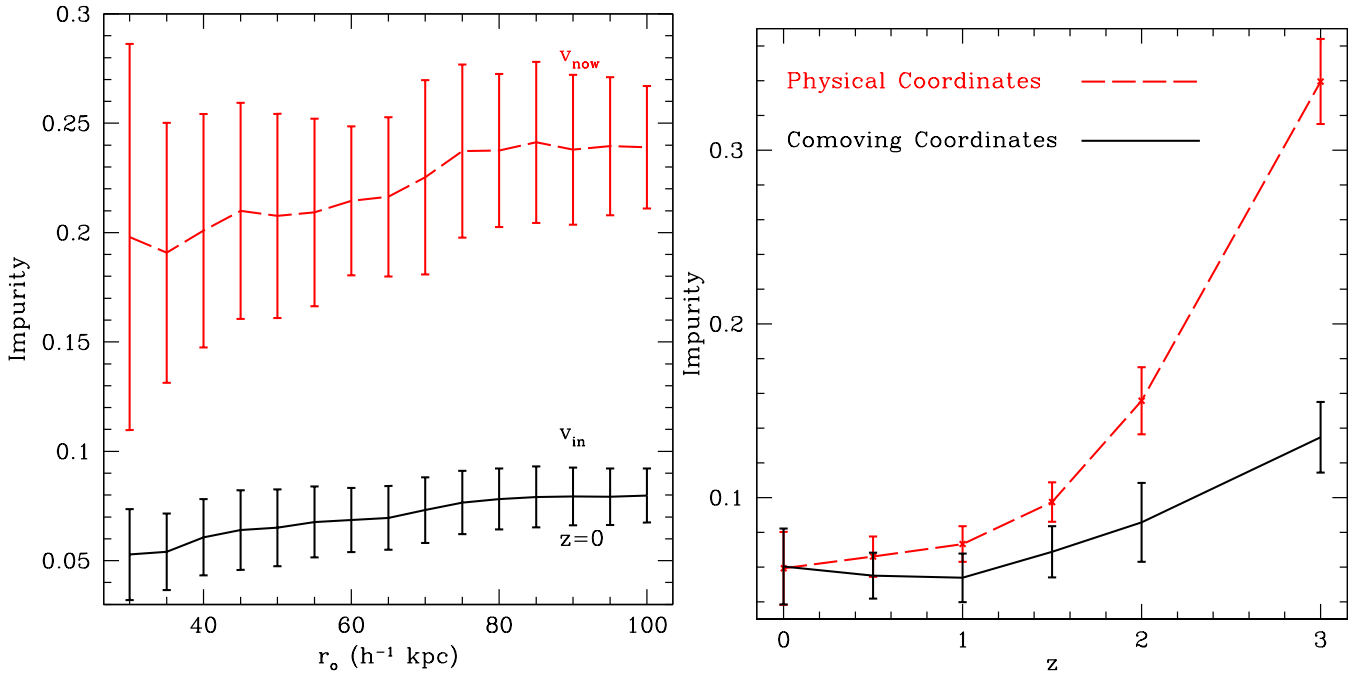 0.3
0.25
0.2
0.15
0.1
0.05
Impurity
v_now
v_in
z=0
40 60 80 100
r_o (h⁻¹ kpc)
Physical Coordinates
Comoving Coordinates
0.3
0.2
0.1
Impurity
0 1 2 3
z